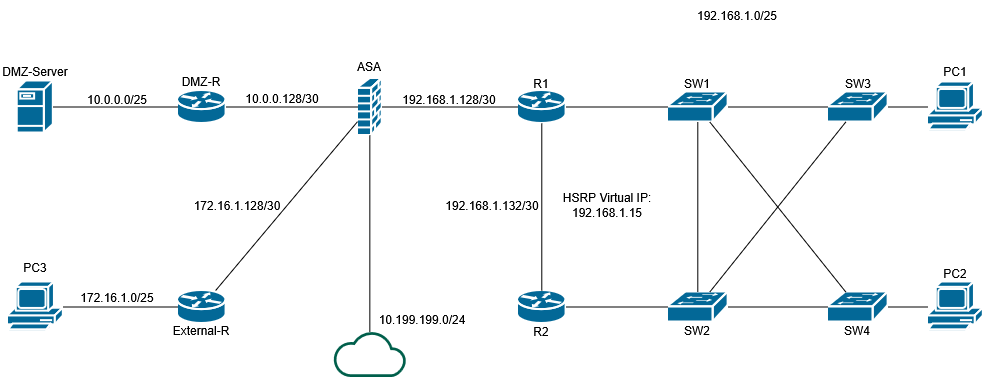 192.168.1.0/25
DMZ-Server
DMZ-R
ASA
R1
SW1
SW3
PC1
10.0.0.0/25
10.0.0.128/30
192.168.1.128/30
172.16.1.128/30
192.168.1.132/30
HSRP Virtual IP:
192.168.1.15
PC3
PC2
172.16.1.0/25
External-R
10.199.199.0/24
R2
SW2
SW4